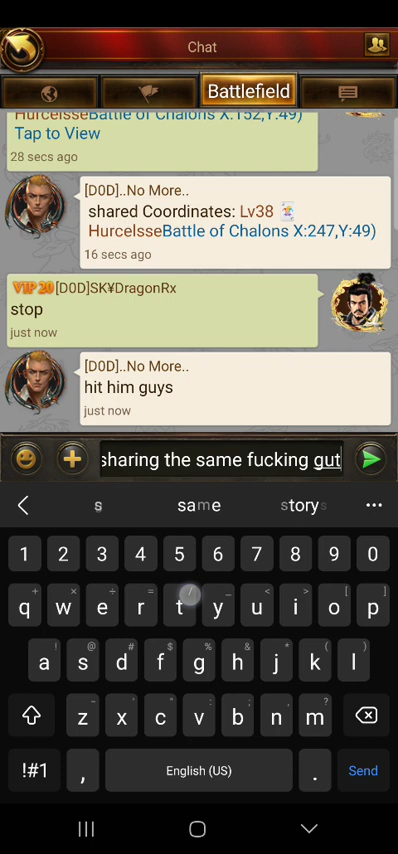 Chat
Battlefield
HurcelsseBattle of Chalons X:152,Y:49)
Tap to View
28 secs ago
[D0D]..No More..
shared Coordinates: Lv38 🃏
HurcelsseBattle of Chalons X:247,Y:49)
16 secs ago
VIP 20[D0D]SK¥DragonRx
stop
just now
[D0D]..No More..
hit him guys
just now
sharing the same fucking gut
s same storys
1 2 3 4 5 6 7 8 9 0
+ × ÷ = / _ < > [ ]
q w e r t y u i o p
! @ # $ % & * ( )
a s d f g h j k l
- ' " : ; , ?
z x c v b n m
!#1 , English (US) . Send